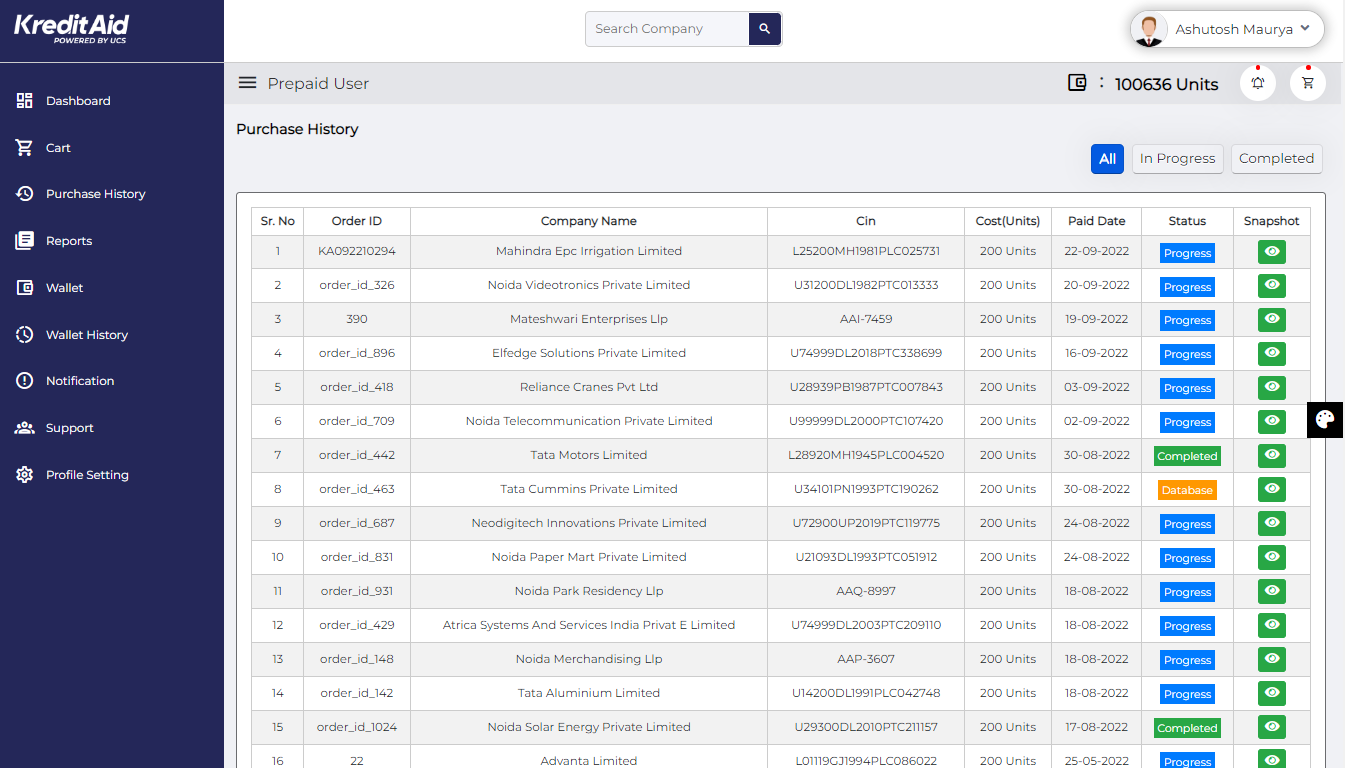 KreditAid
POWERED BY UCS
Search Company
Ashutosh Maurya
Dashboard
Cart
Purchase History
Reports
Wallet
Wallet History
Notification
Support
Profile Setting
Prepaid User
: 100636 Units
Purchase History
All In Progress Completed
Sr. No Order ID Company Name Cin Cost(Units) Paid Date Status Snapshot
1 KA092210294 Mahindra Epc Irrigation Limited L25200MH1981PLC025731 200 Units 22-09-2022 Progress
2 order_id_326 Noida Videotronics Private Limited U31200DL1982PTC013333 200 Units 20-09-2022 Progress
3 390 Mateshwari Enterprises Llp AAI-7459 200 Units 19-09-2022 Progress
4 order_id_896 Elfedge Solutions Private Limited U74999DL2018PTC338699 200 Units 16-09-2022 Progress
5 order_id_418 Reliance Cranes Pvt Ltd U28939PB1987PTC007843 200 Units 03-09-2022 Progress
6 order_id_709 Noida Telecommunication Private Limited U99999DL2000PTC107420 200 Units 02-09-2022 Progress
7 order_id_442 Tata Motors Limited L28920MH1945PLC004520 200 Units 30-08-2022 Completed
8 order_id_463 Tata Cummins Private Limited U34101PN1993PTC190262 200 Units 30-08-2022 Database
9 order_id_687 Neodigitech Innovations Private Limited U72900UP2019PTC119775 200 Units 24-08-2022 Progress
10 order_id_831 Noida Paper Mart Private Limited U21093DL1993PTC051912 200 Units 24-08-2022 Progress
11 order_id_931 Noida Park Residency Llp AAQ-8997 200 Units 18-08-2022 Progress
12 order_id_429 Atrica Systems And Services India Privat E Limited U74999DL2003PTC209110 200 Units 18-08-2022 Progress
13 order_id_148 Noida Merchandising Llp AAP-3607 200 Units 18-08-2022 Progress
14 order_id_142 Tata Aluminium Limited U14200DL1991PLC042748 200 Units 18-08-2022 Progress
15 order_id_1024 Noida Solar Energy Private Limited U29300DL2010PTC211157 200 Units 17-08-2022 Completed
16 22 Advanta Limited L01119GJ1994PLC086022 200 Units 25-05-2022 Progress